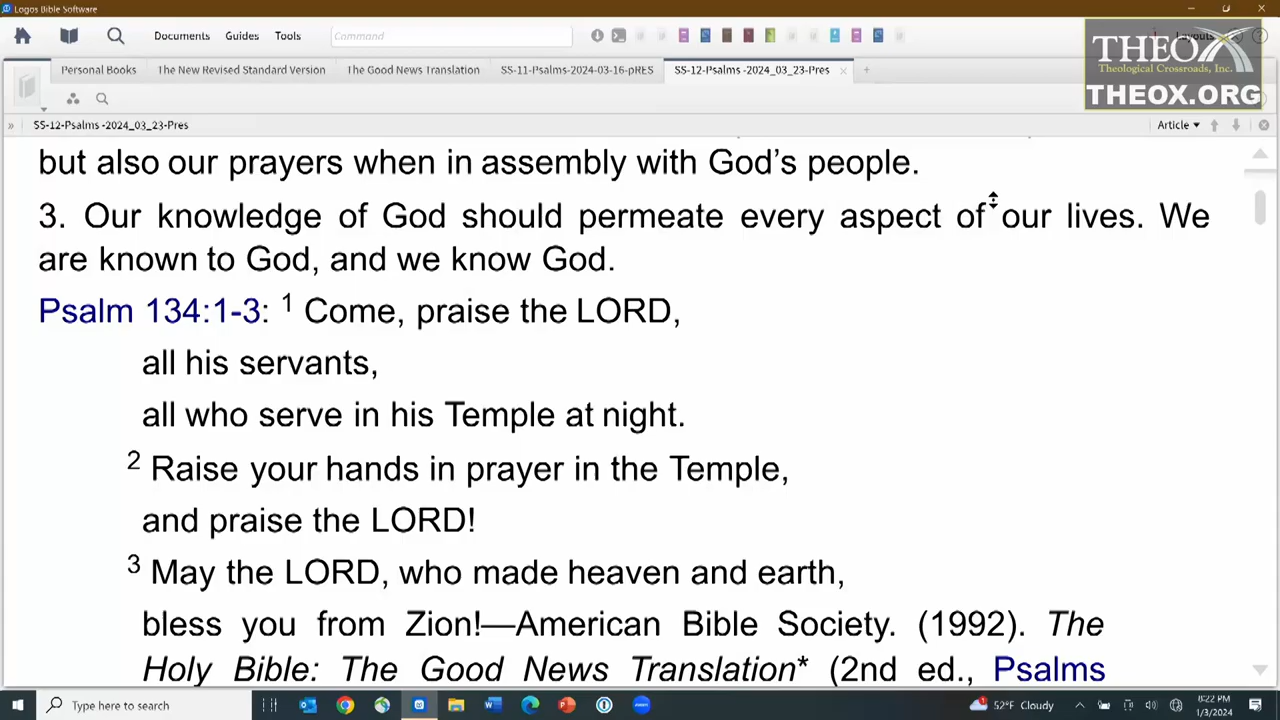 Logos Bible Software
Documents Guides Tools Command Layouts
THEOX
Theological Crossroads, Inc.
THEOX.ORG
Personal Books The New Revised Standard Version The Good News Translation 11-Psalms-2024-03-16-pRES SS-12-Psalms -2024_03_23-Pres
SS-12-Psalms -2024_03_23-Pres Article
but also our prayers when in assembly with God's people.
3. Our knowledge of God should permeate every aspect of our lives. We
are known to God, and we know God.
Psalm 134:1-3: 1 Come, praise the LORD,
all his servants,
all who serve in his Temple at night.
2 Raise your hands in prayer in the Temple,
and praise the LORD!
3 May the LORD, who made heaven and earth,
bless you from Zion!—American Bible Society. (1992). The
Holy Bible: The Good News Translation* (2nd ed., Psalms
Type here to search 52°F Cloudy 8:22 PM
1/3/2024